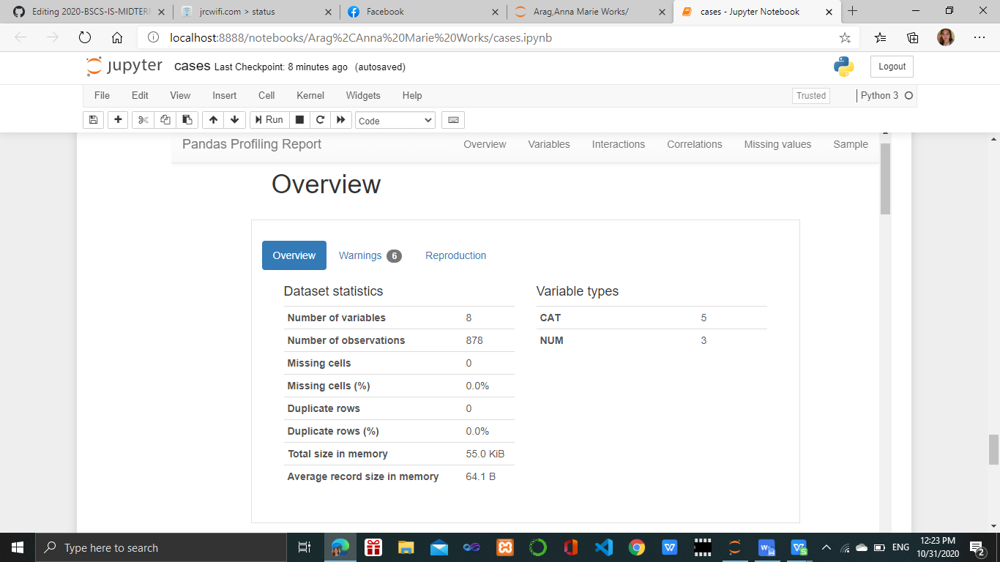 Editing 2020-BSCS-IS-MIDTER
jrcwifi.com > status
Facebook
Arag,Anna Marie Works/
cases - Jupyter Notebook
localhost:8888/notebooks/Arag%2CAnna%20Marie%20Works/cases.ipynb
jupyter cases Last Checkpoint: 8 minutes ago (autosaved)
Logout
File Edit View Insert Cell Kernel Widgets Help
Trusted
Python 3
Run
Code
Pandas Profiling Report
Overview Variables Interactions Correlations Missing values Sample
Overview
Overview Warnings 6 Reproduction
Dataset statistics
Number of variables 8
Number of observations 878
Missing cells 0
Missing cells (%) 0.0%
Duplicate rows 0
Duplicate rows (%) 0.0%
Total size in memory 55.0 KiB
Average record size in memory 64.1 B
Variable types
CAT 5
NUM 3
Type here to search
ENG
12:23 PM
10/31/2020
2